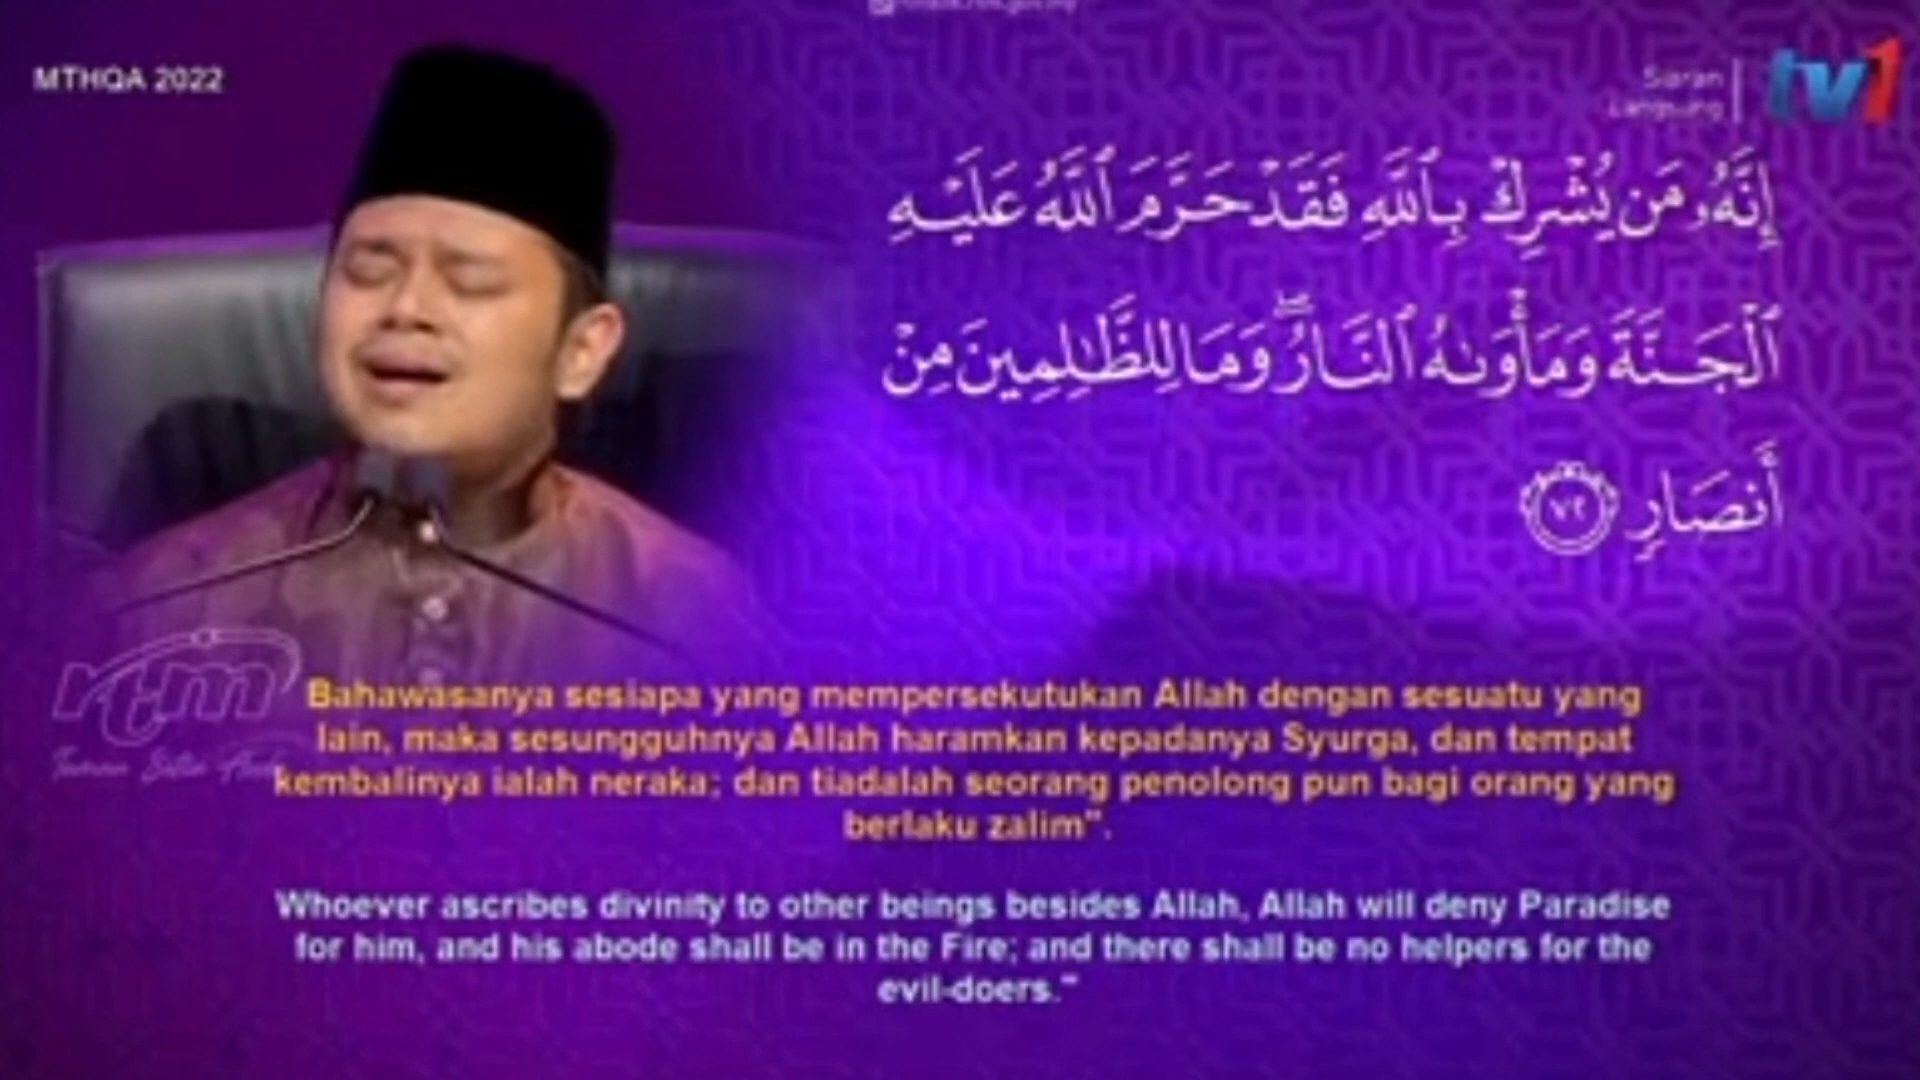 MTHQA 2022
Siaran
Langsung
tv1
إِنَّهُۥ مَن يُشْرِكْ بِٱللَّهِ فَقَدْ حَرَّمَ ٱللَّهُ عَلَيْهِ
ٱلْجَنَّةَ وَمَأْوَىٰهُ ٱلنَّارُ ۖ وَمَا لِلظَّٰلِمِينَ مِنْ
أَنصَارٍ ٧٢
rtm
Bahawasanya sesiapa yang mempersekutukan Allah dengan sesuatu yang
lain, maka sesungguhnya Allah haramkan kepadanya Syurga, dan tempat
kembalinya ialah neraka; dan tiadalah seorang penolong pun bagi orang yang
berlaku zalim".
Whoever ascribes divinity to other beings besides Allah, Allah will deny Paradise
for him, and his abode shall be in the Fire; and there shall be no helpers for the
evil-doers."